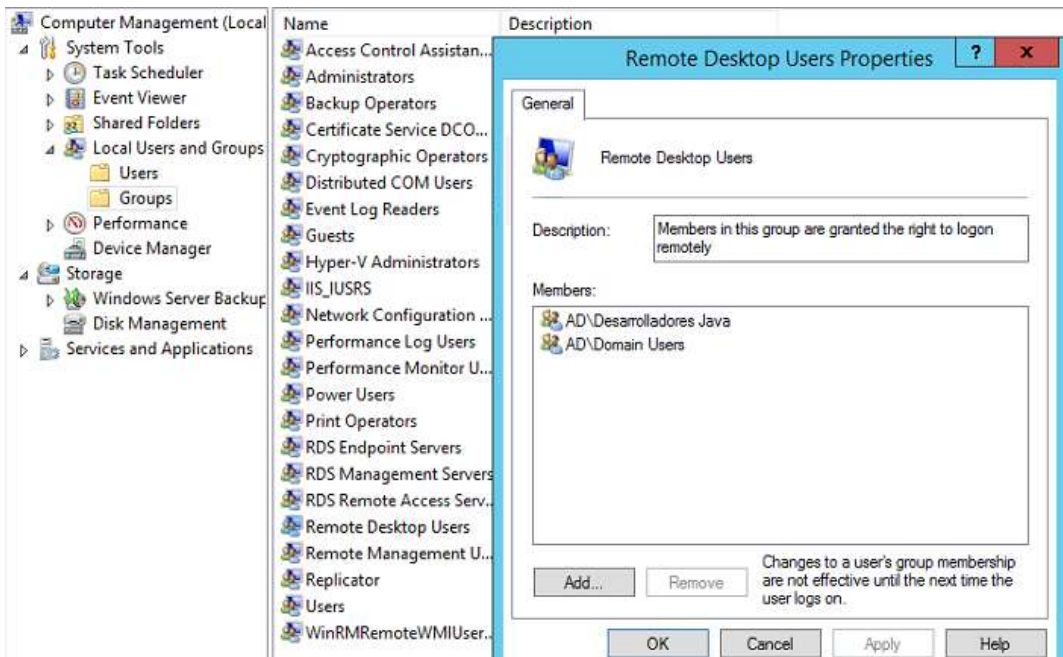 Computer Management (Local
System Tools
Task Scheduler
Event Viewer
Shared Folders
Local Users and Groups
Users
Groups
Performance
Device Manager
Storage
Windows Server Backup
Disk Management
Services and Applications
Name
Description
Access Control Assistan...
Administrators
Backup Operators
Certificate Service DCO...
Cryptographic Operators
Distributed COM Users
Event Log Readers
Guests
Hyper-V Administrators
IIS_IUSRS
Network Configuration ...
Performance Log Users
Performance Monitor U...
Power Users
Print Operators
RDS Endpoint Servers
RDS Management Servers
RDS Remote Access Serv...
Remote Desktop Users
Remote Management U...
Replicator
Users
WinRMRemoteWMIUser...
Remote Desktop Users Properties
?
x
General
Remote Desktop Users
Description:
Members in this group are granted the right to logon
remotely
Members:
AD\Desarrolladores Java
AD\Domain Users
Add...
Remove
Changes to a user's group membership
are not effective until the next time the
user logs on.
OK
Cancel
Apply
Help